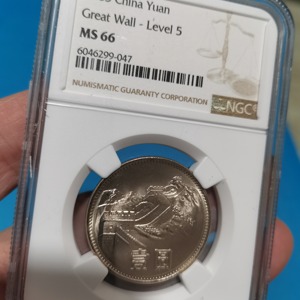 China Yuan
Great Wall - Level 5
MS 66
6046299-047
NUMISMATIC GUARANTY CORPORATION
NGC
壹圆